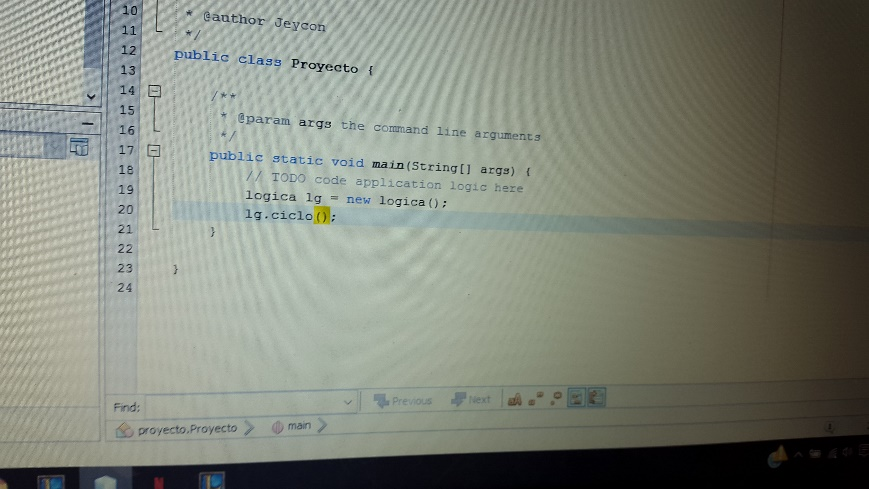 10
11 * @author Jeycon
12 */
13 public class Proyecto {
14
15 /**
16 * @param args the command line arguments
17 */
18 public static void main(String[] args) {
19 // TODO code application logic here
20 logica lg = new logica();
21 lg.ciclo();
22 }
23
24 }
Find:
Previous
Next
aA
proyecto.Proyecto
main